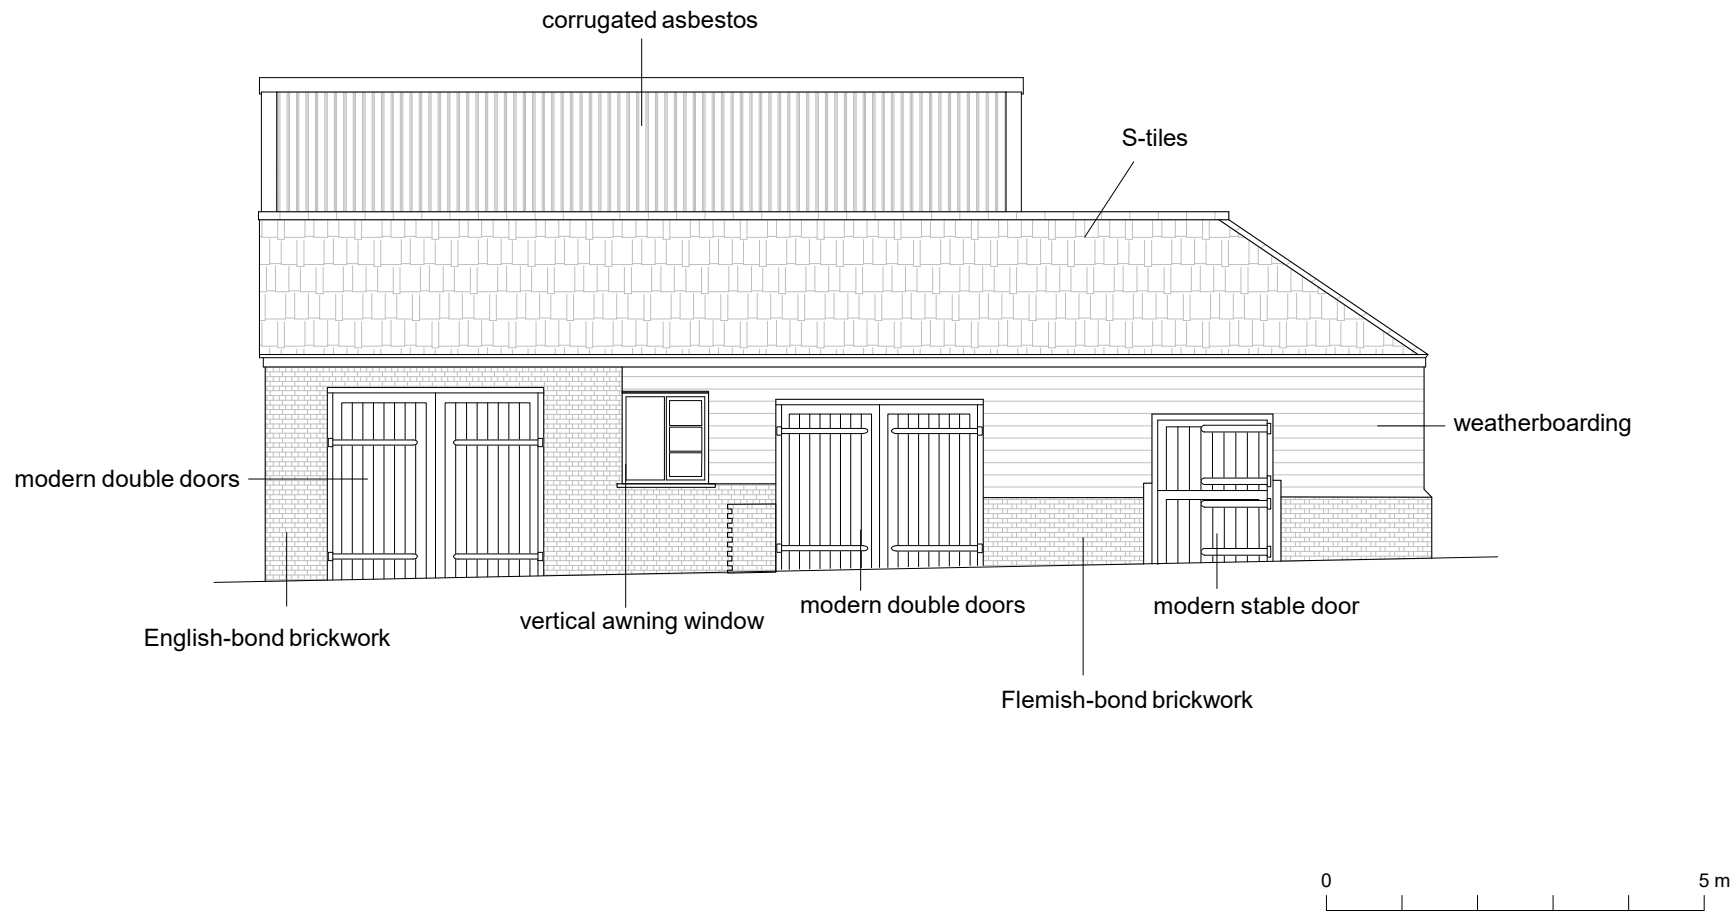 corrugated asbestos
S-tiles
weatherboarding
modern double doors
modern double doors
modern stable door
vertical awning window
English-bond brickwork
Flemish-bond brickwork
0 5 m